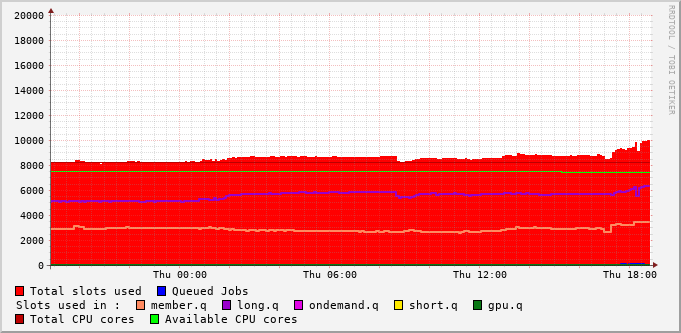 20000
18000
16000
14000
12000
10000
8000
6000
4000
2000
0
Thu 00:00 Thu 06:00 Thu 12:00 Thu 18:00
Total slots used Queued Jobs
Slots used in : member.q long.q ondemand.q short.q gpu.q
Total CPU cores Available CPU cores
RRDTOOL / TOBI OETIKER